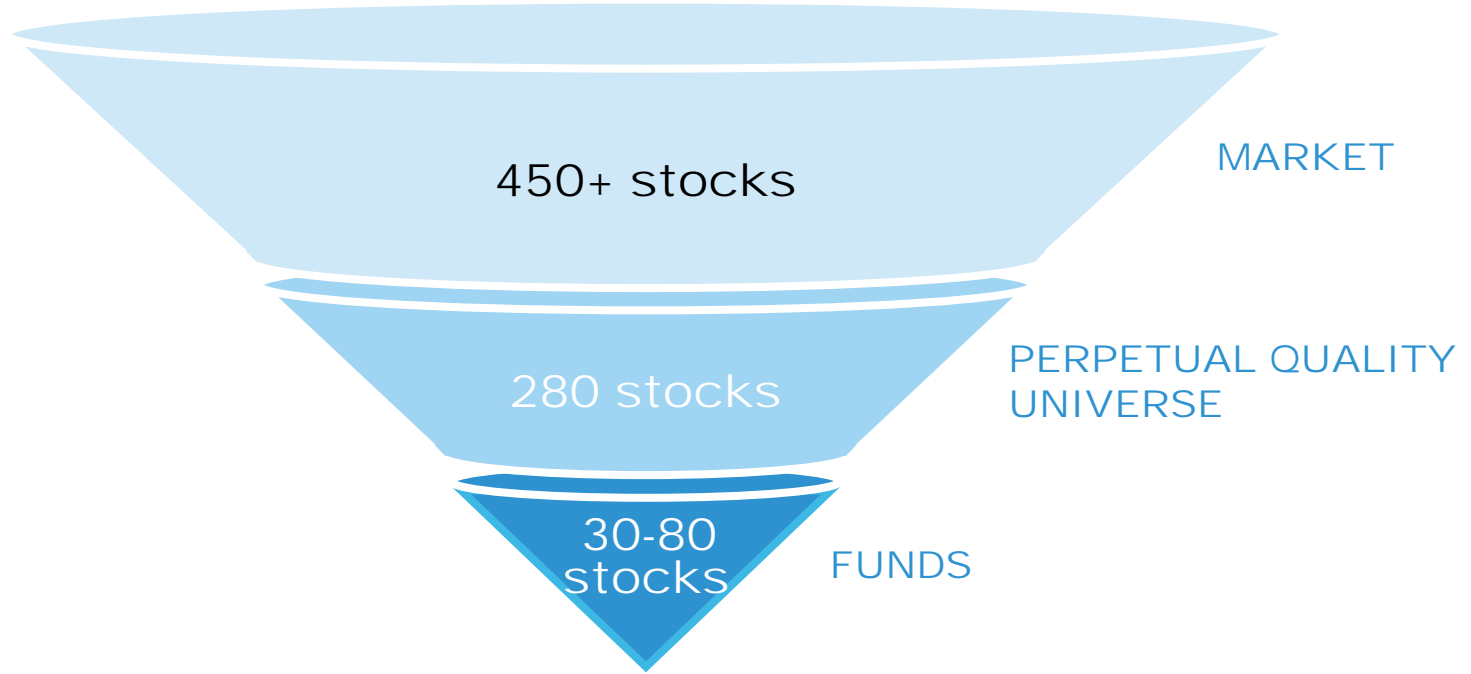 450+ stocks
MARKET
280 stocks
PERPETUAL QUALITY
UNIVERSE
30-80
stocks
FUNDS